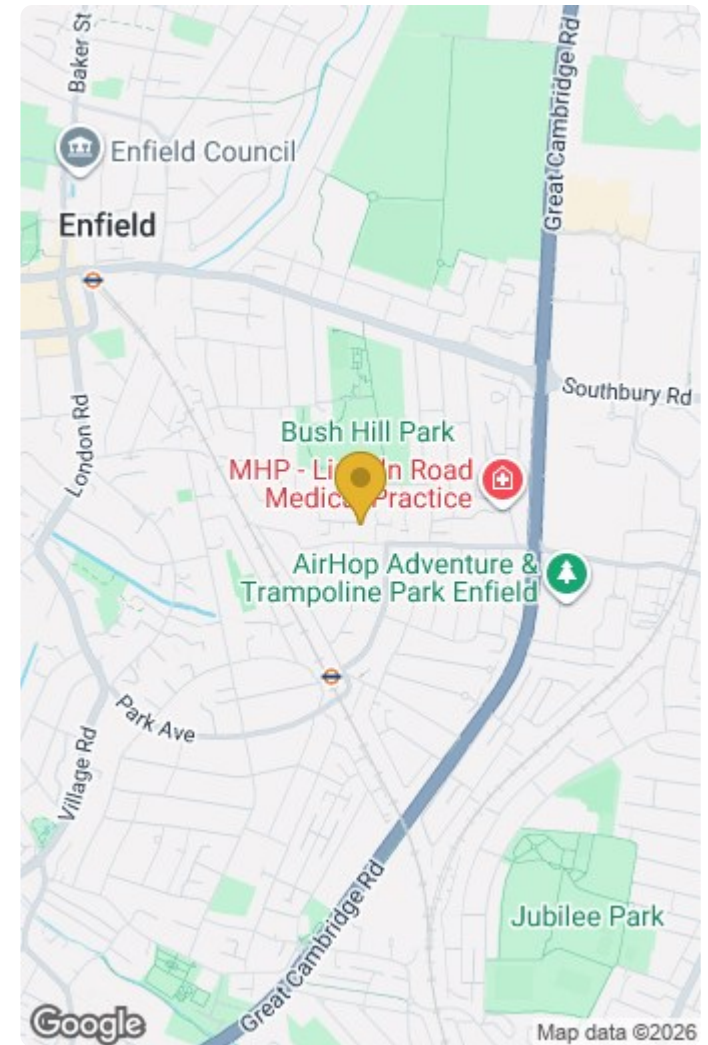 Baker St
Great Cambridge Rd
Enfield Council
Enfield
Southbury Rd
London Rd
Bush Hill Park
MHP - Li n Road
Medic Practice
AirHop Adventure &
Trampoline Park Enfield
Park Ave
Village Rd
Great Cambridge Rd
Jubilee Park
Google
Map data ©2026